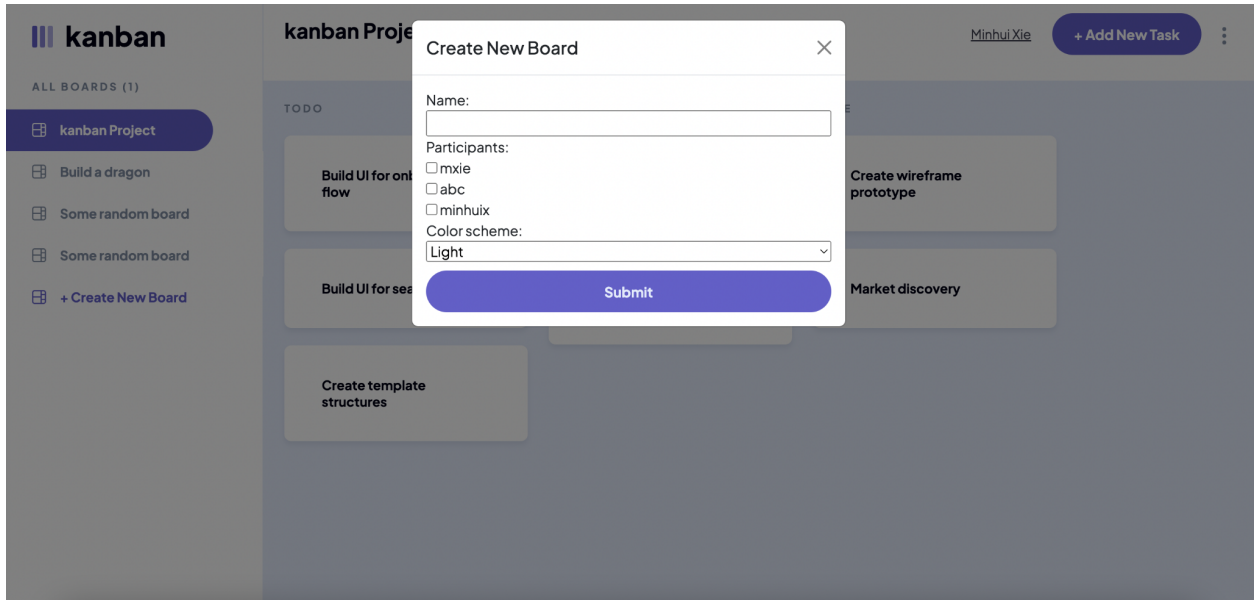 kanban
ALL BOARDS (1)
kanban Project
Build a dragon
Some random board
Some random board
+ Create New Board
kanban Proje
Minhui Xie
+ Add New Task
TODO
E
Build UI for onb
flow
Build UI for sea
Create template
structures
Create wireframe
prototype
Market discovery
Create New Board
Name:
Participants:
mxie
abc
minhuix
Color scheme:
Light
Submit